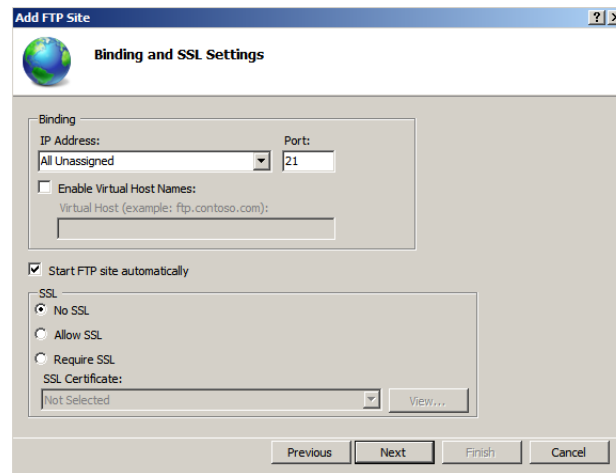 Add FTP Site
Binding and SSL Settings
Binding
IP Address: Port:
All Unassigned 21
Enable Virtual Host Names:
Virtual Host (example: ftp.contoso.com):
Start FTP site automatically
SSL
No SSL
Allow SSL
Require SSL
SSL Certificate:
Not Selected View...
Previous Next Finish Cancel